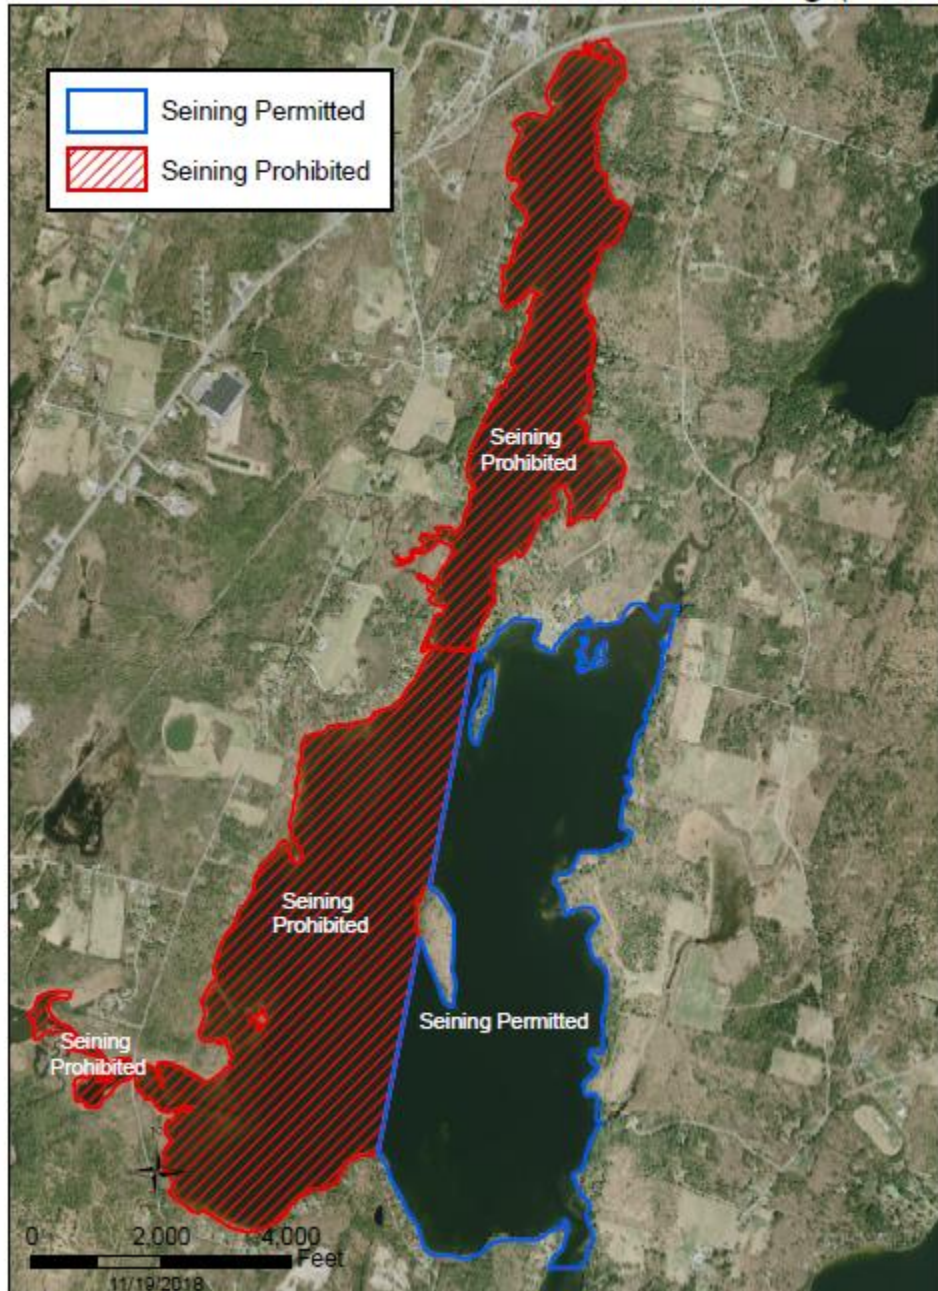 Seining Permitted
Seining Prohibited
Seining
Prohibited
Seining
Prohibited
Seining Permitted
Seining
Prohibited
0 2,000 4,000
Feet
11/19/2018